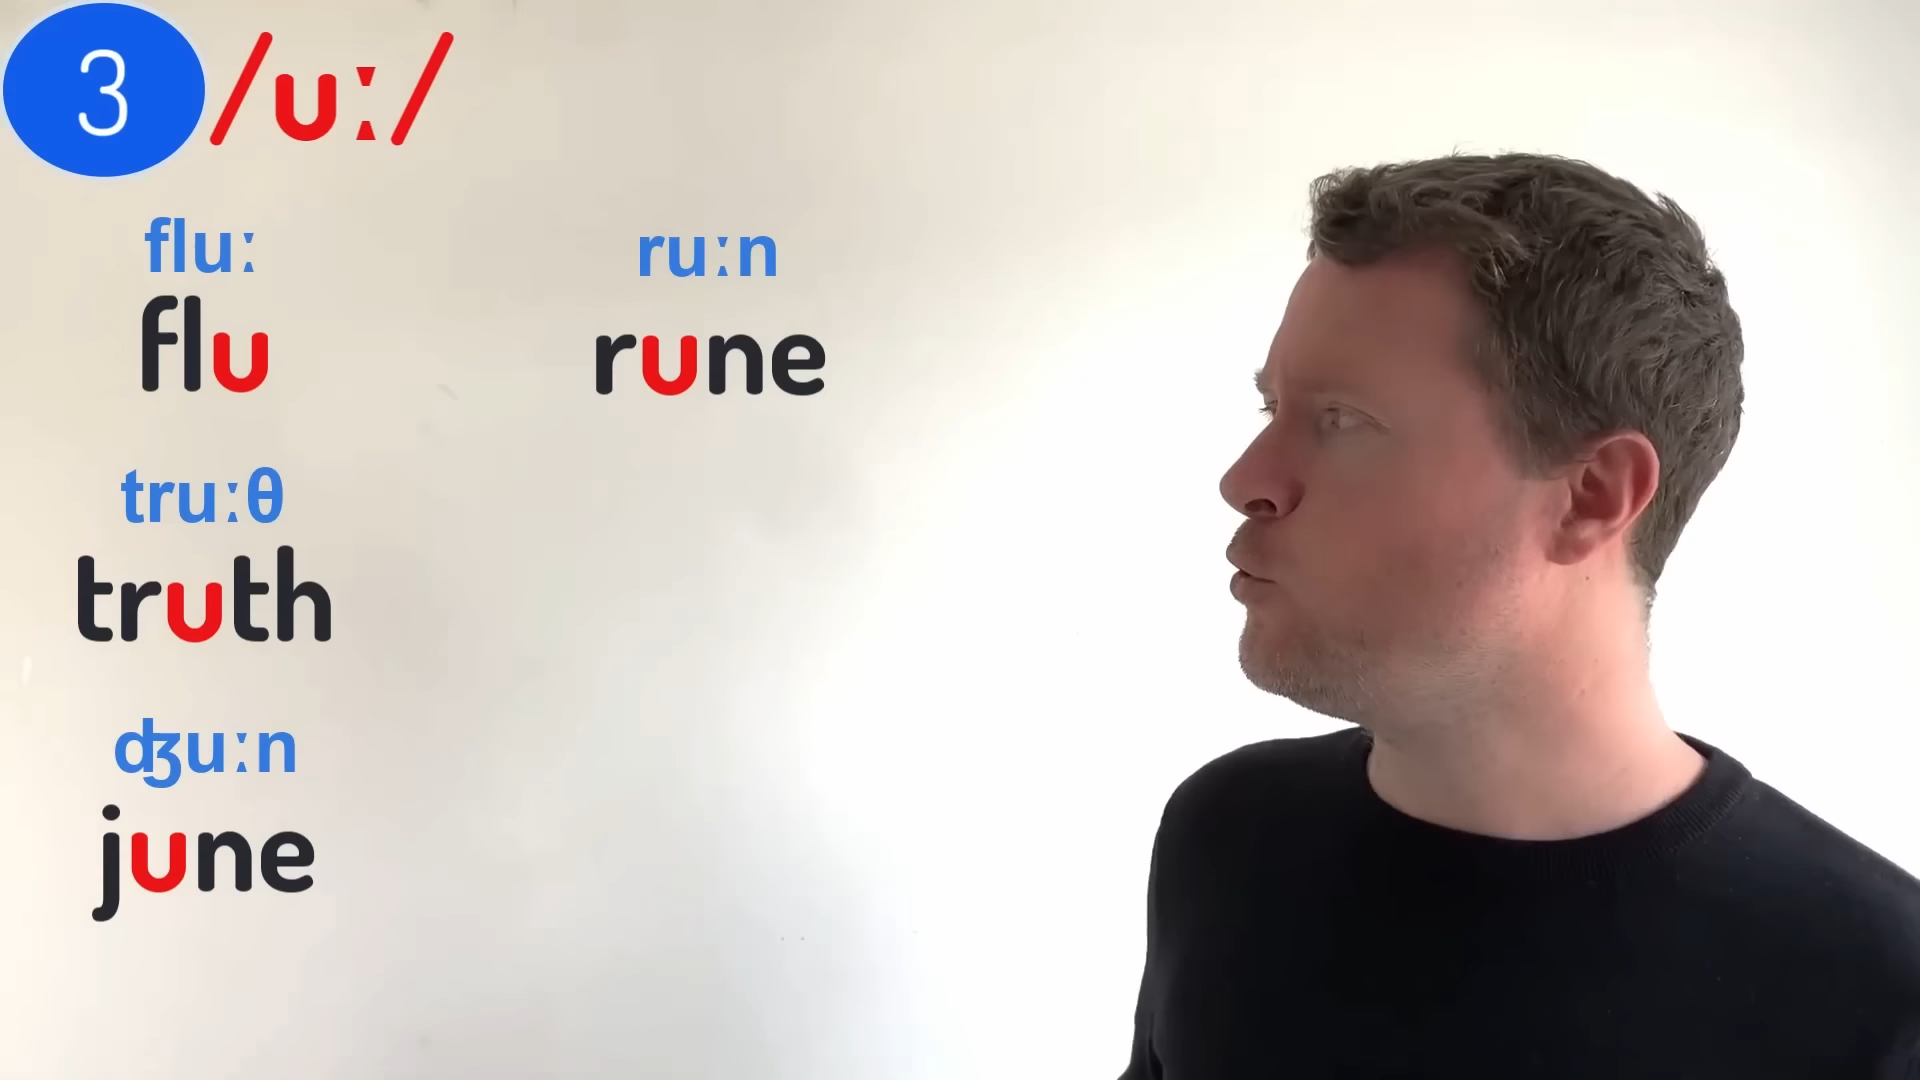 3 /uː/
fluː
flu
truːθ
truth
ʤuːn
june
ruːn
rune